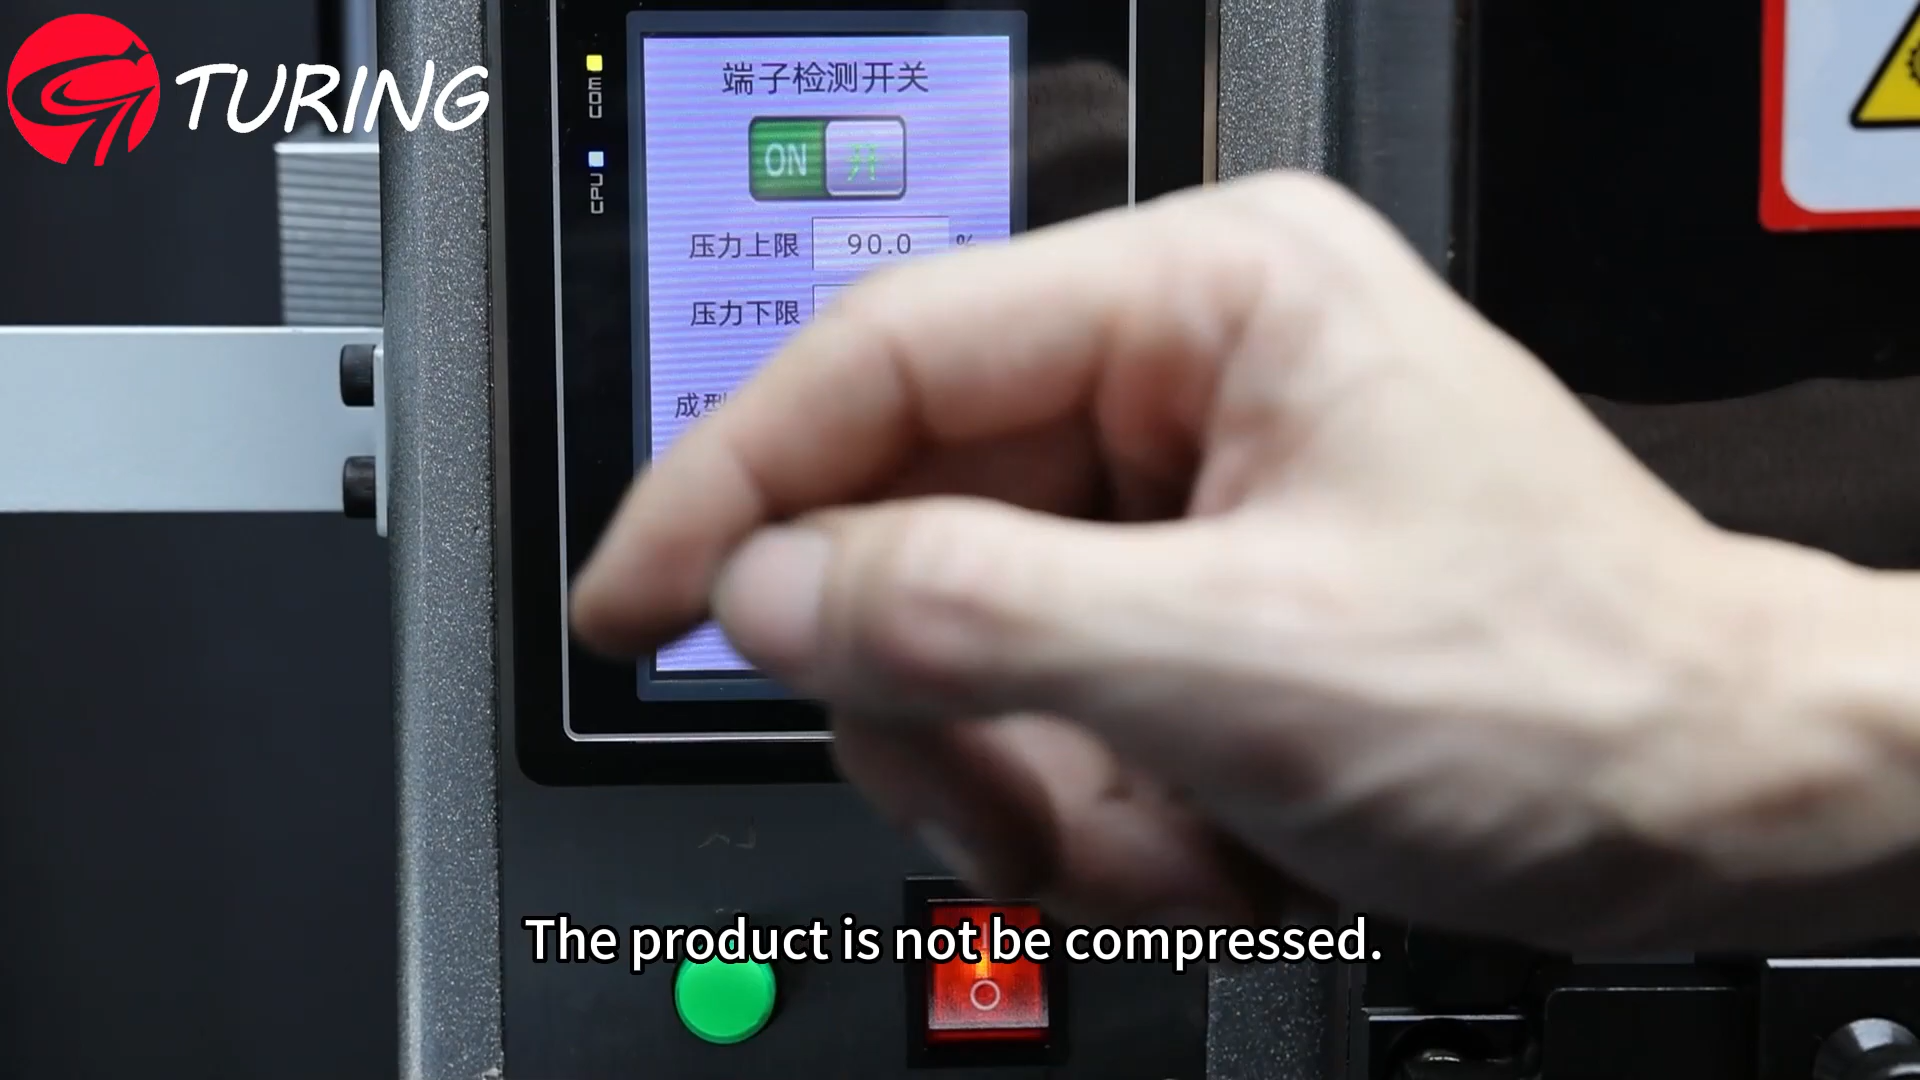 TURING
COM
CPU
端子检测开关
ON 开
压力上限 90.0 %
压力下限
成型
The product is not be compressed.